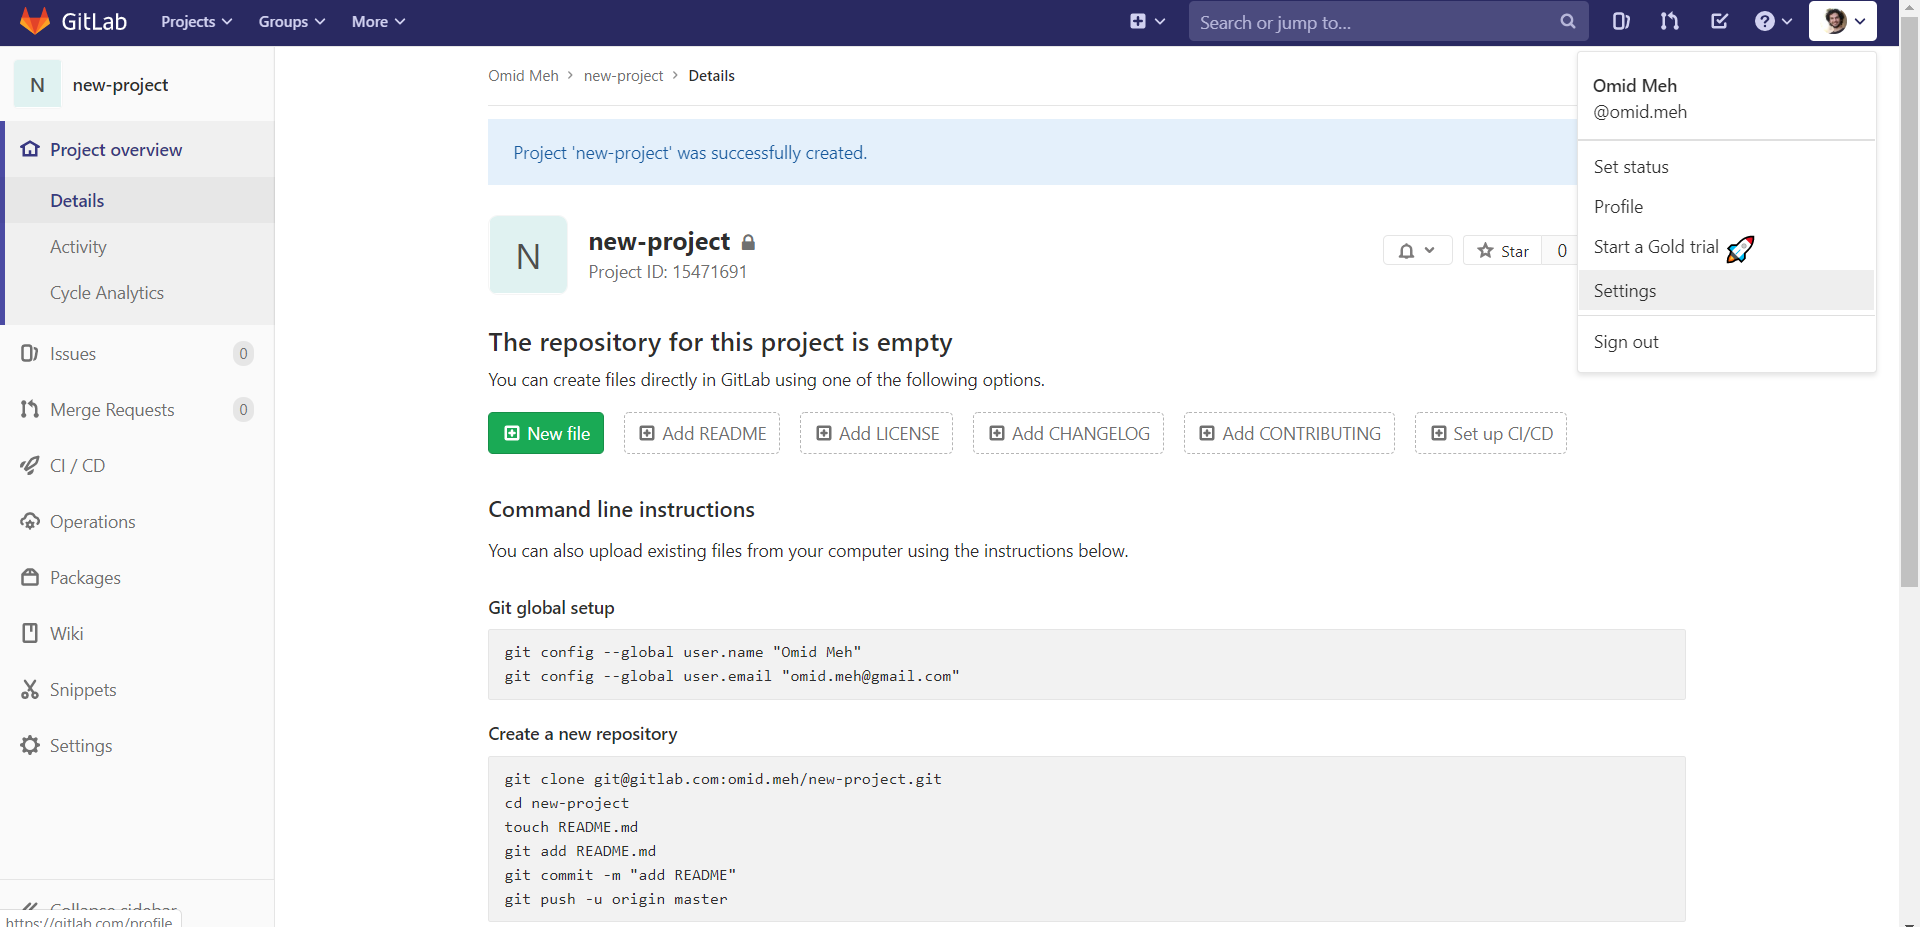 GitLab Projects Groups More Search or jump to...
N new-project
Project overview
Details
Activity
Cycle Analytics
Issues 0
Merge Requests 0
CI / CD
Operations
Packages
Wiki
Snippets
Settings
Collapse sidebar
https://gitlab.com/profile
Omid Meh > new-project > Details
Project 'new-project' was successfully created.
N
new-project
Project ID: 15471691
Star 0
The repository for this project is empty
You can create files directly in GitLab using one of the following options.
New file Add README Add LICENSE Add CHANGELOG Add CONTRIBUTING Set up CI/CD
Command line instructions
You can also upload existing files from your computer using the instructions below.
Git global setup
git config --global user.name "Omid Meh"
git config --global user.email "omid.meh@gmail.com"
Create a new repository
git clone git@gitlab.com:omid.meh/new-project.git
cd new-project
touch README.md
git add README.md
git commit -m "add README"
git push -u origin master
Omid Meh
@omid.meh
Set status
Profile
Start a Gold trial
Settings
Sign out